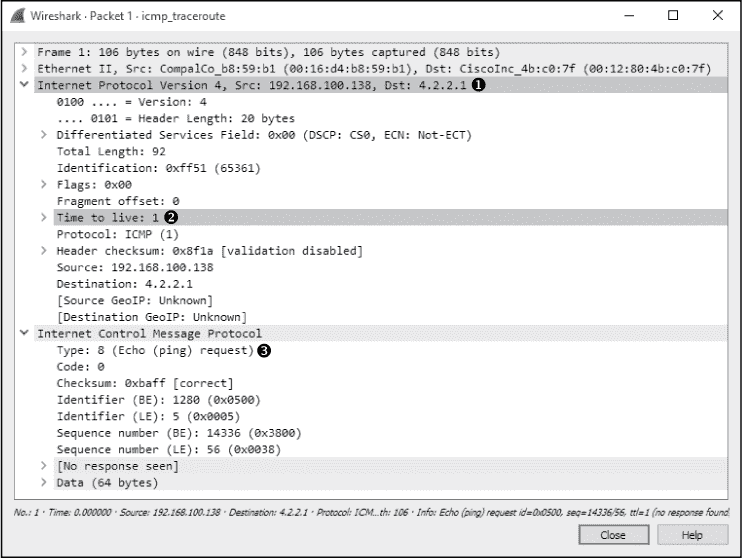 Wireshark · Packet 1 · icmp_traceroute
Frame 1: 106 bytes on wire (848 bits), 106 bytes captured (848 bits)
Ethernet II, Src: CompalCo_b8:59:b1 (00:16:d4:b8:59:b1), Dst: CiscoInc_4b:c0:7f (00:12:80:4b:c0:7f)
Internet Protocol Version 4, Src: 192.168.100.138, Dst: 4.2.2.1 ❶
0100 .... = Version: 4
.... 0101 = Header Length: 20 bytes
Differentiated Services Field: 0x00 (DSCP: CS0, ECN: Not-ECT)
Total Length: 92
Identification: 0xff51 (65361)
Flags: 0x00
Fragment offset: 0
Time to live: 1 ❷
Protocol: ICMP (1)
Header checksum: 0x8f1a [validation disabled]
Source: 192.168.100.138
Destination: 4.2.2.1
[Source GeoIP: Unknown]
[Destination GeoIP: Unknown]
Internet Control Message Protocol
Type: 8 (Echo (ping) request) ❸
Code: 0
Checksum: 0xbaff [correct]
Identifier (BE): 1280 (0x0500)
Identifier (LE): 5 (0x0005)
Sequence number (BE): 14336 (0x3800)
Sequence number (LE): 56 (0x0038)
[No response seen]
Data (64 bytes)
No.: 1 · Time: 0.000000 · Source: 192.168.100.138 · Destination: 4.2.2.1 · Protocol: ICM...th: 106 · Info: Echo (ping) request id=0x0500, seq=14336/56, ttl=1 (no response found
Close Help